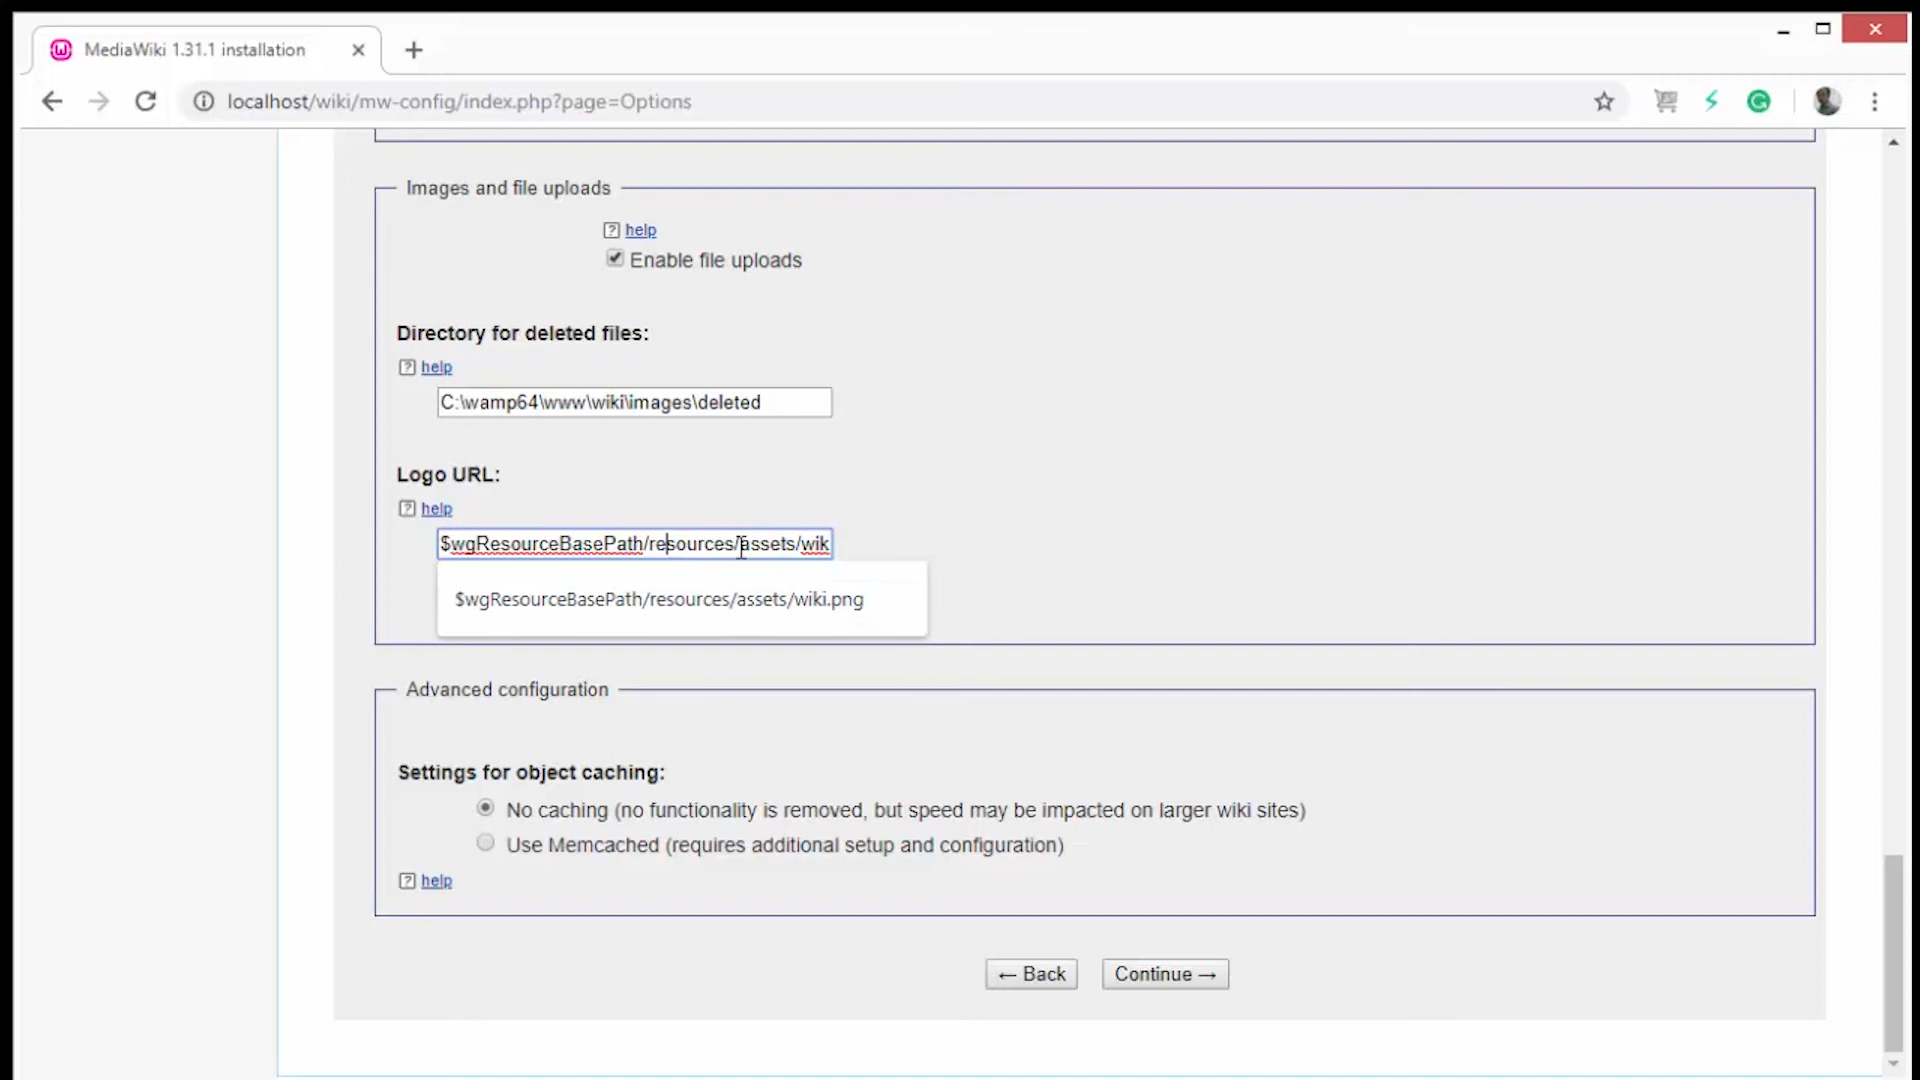 MediaWiki 1.31.1 installation
localhost/wiki/mw-config/index.php?page=Options
Images and file uploads
? help
Enable file uploads
Directory for deleted files:
? help
C:\wamp64\www\wiki\images\deleted
Logo URL:
? help
$wgResourceBasePath/resources/assets/wik
$wgResourceBasePath/resources/assets/wiki.png
Advanced configuration
Settings for object caching:
No caching (no functionality is removed, but speed may be impacted on larger wiki sites)
Use Memcached (requires additional setup and configuration)
? help
← Back
Continue →